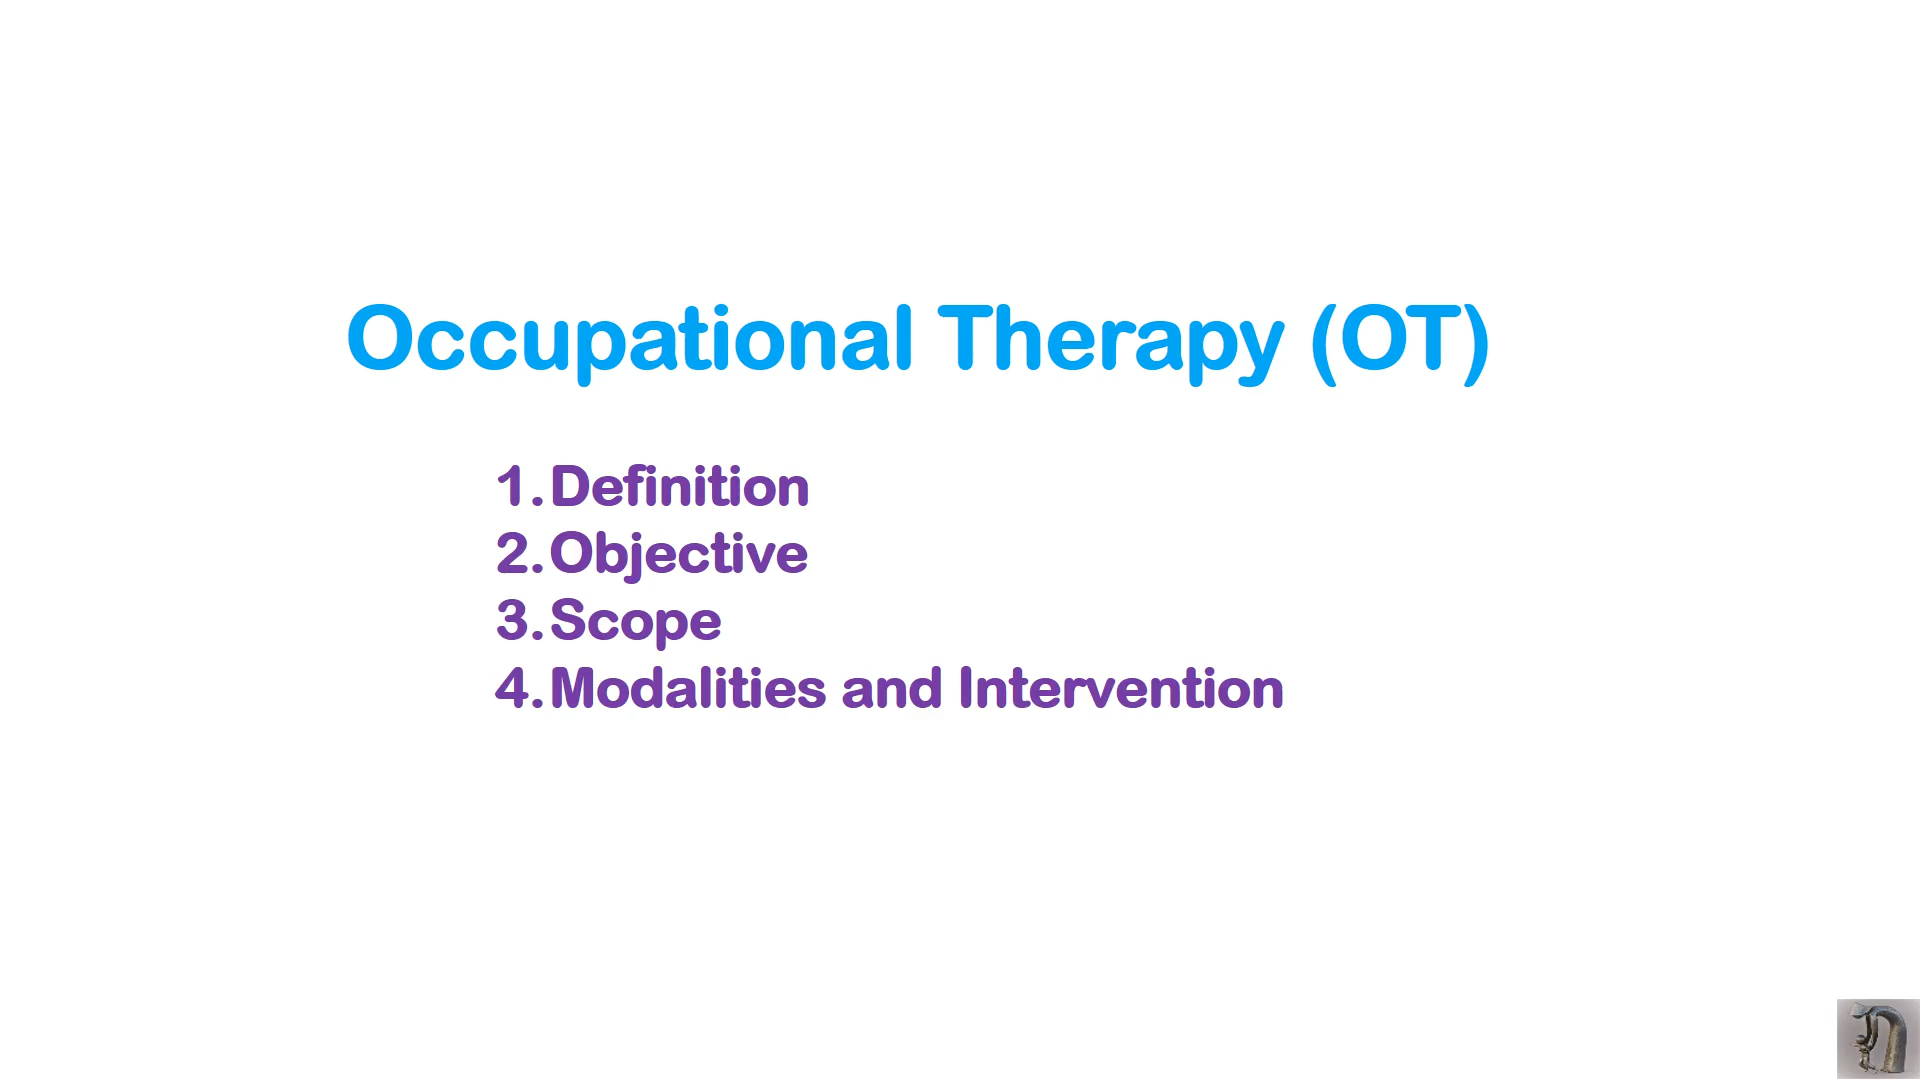 Occupational Therapy (OT)
1. Definition
2. Objective
3. Scope
4. Modalities and Intervention